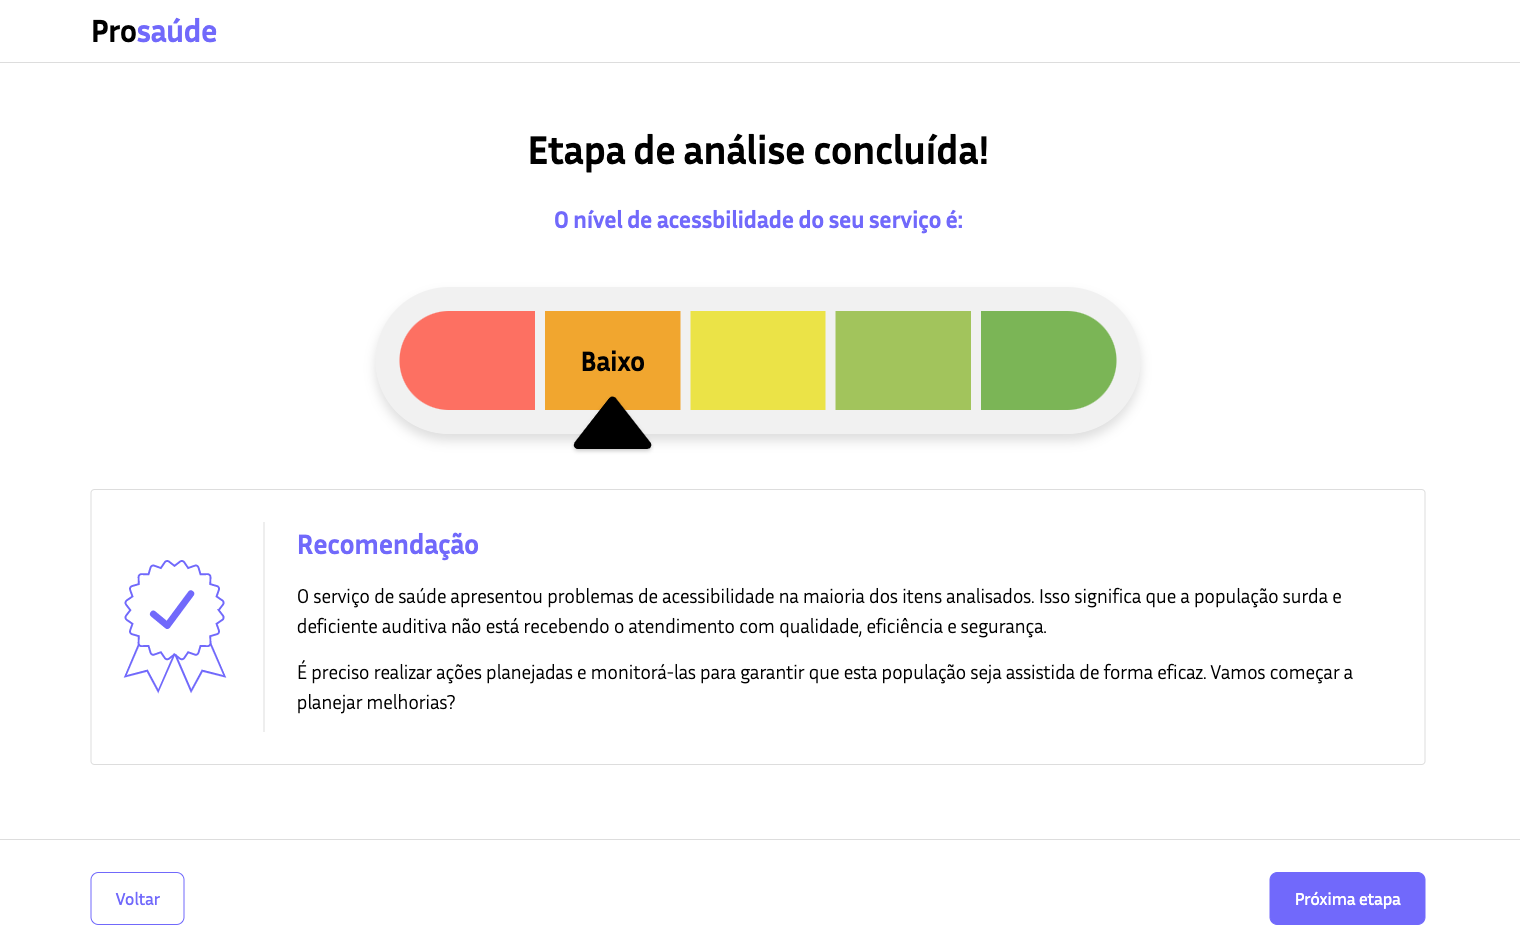 Prosaúde
Etapa de análise concluída!
O nível de acessbilidade do seu serviço é:
Baixo
Recomendação
O serviço de saúde apresentou problemas de acessibilidade na maioria dos itens analisados. Isso significa que a população surda e
deficiente auditiva não está recebendo o atendimento com qualidade, eficiência e segurança.
É preciso realizar ações planejadas e monitorá-las para garantir que esta população seja assistida de forma eficaz. Vamos começar a
planejar melhorias?
Voltar
Próxima etapa